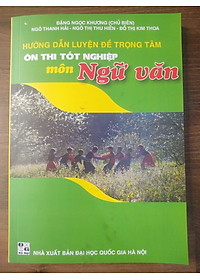 ĐẶNG NGỌC KHƯƠNG (CHỦ BIÊN)
NGÔ THANH HẢI - NGÔ THỊ THU HIỀN - ĐỖ THỊ KIM THOA
HƯỚNG DẪN LUYỆN ĐỀ TRỌNG TÂM
ÔN THI TỐT NGHIỆP
môn Ngữ văn
NHÀ XUẤT BẢN ĐẠI HỌC QUỐC GIA HÀ NỘI